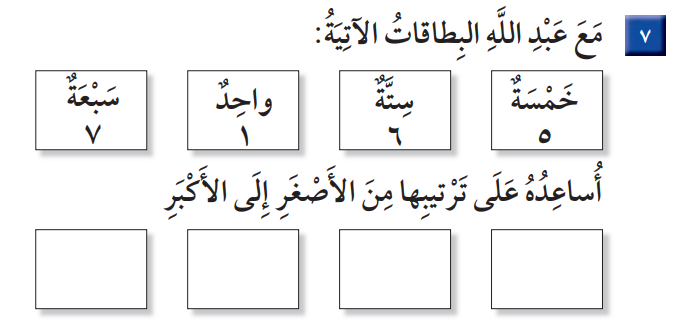 ٧ مَعَ عَبْدِ اللَّهِ البِطاقاتُ الآتِيَةُ:
خَمْسَةٌ سِتَّةٌ واحِدٌ سَبْعَةٌ
٥ ٦ ١ ٧
أُساعِدُهُ عَلَى تَرْتيبِها مِنَ الأَصْغَرِ إِلَى الأَكْبَرِ